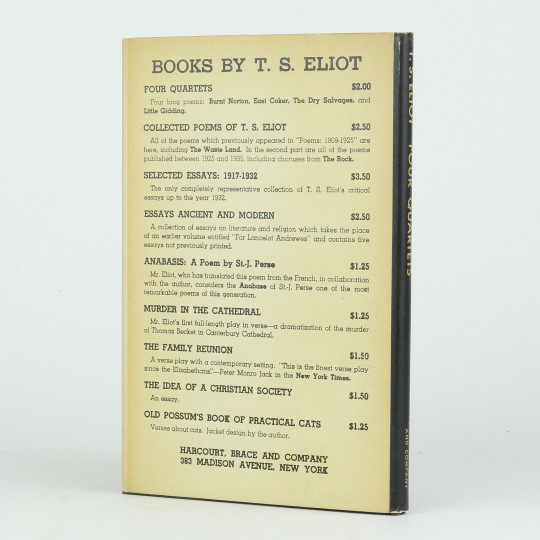 BOOKS BY T. S. ELIOT
FOUR QUARTETS $2.00
Four long poems: Burnt Norton, East Coker, The Dry Salvages, and
Little Gidding.
COLLECTED POEMS OF T. S. ELIOT $2.50
All of the poems which previously appeared in "Poems: 1909-1925" are
here, including The Waste Land. In the second part are all of the poems
published between 1925 and 1935, including choruses from The Rock.
SELECTED ESSAYS: 1917-1932 $3.50
The only completely representative collection of T. S. Eliot's critical
essays up to the year 1932.
ESSAYS ANCIENT AND MODERN $2.50
A collection of essays on literature and religion which takes the place
of an earlier volume entitled "For Lancelot Andrewes" and contains five
essays not previously printed.
ANABASIS: A Poem by St.-J. Perse $1.25
Mr. Eliot, who has translated this poem from the French, in collaboration
with the author, considers the Anabase of St.-J. Perse one of the most
remarkable poems of this generation.
MURDER IN THE CATHEDRAL $1.25
Mr. Eliot's first full-length play in verse—a dramatization of the murder
of Thomas Becket in Canterbury Cathedral.
THE FAMILY REUNION $1.50
A verse play with a contemporary setting. "This is the finest verse play
since the Elizabethans."—Peter Monro Jack in the New York Times.
THE IDEA OF A CHRISTIAN SOCIETY $1.50
An essay.
OLD POSSUM'S BOOK OF PRACTICAL CATS $1.25
Verses about cats. Jacket design by the author.
HARCOURT, BRACE AND COMPANY
383 MADISON AVENUE, NEW YORK
T. S. ELIOT FOUR QUARTETS
AND COMPANY